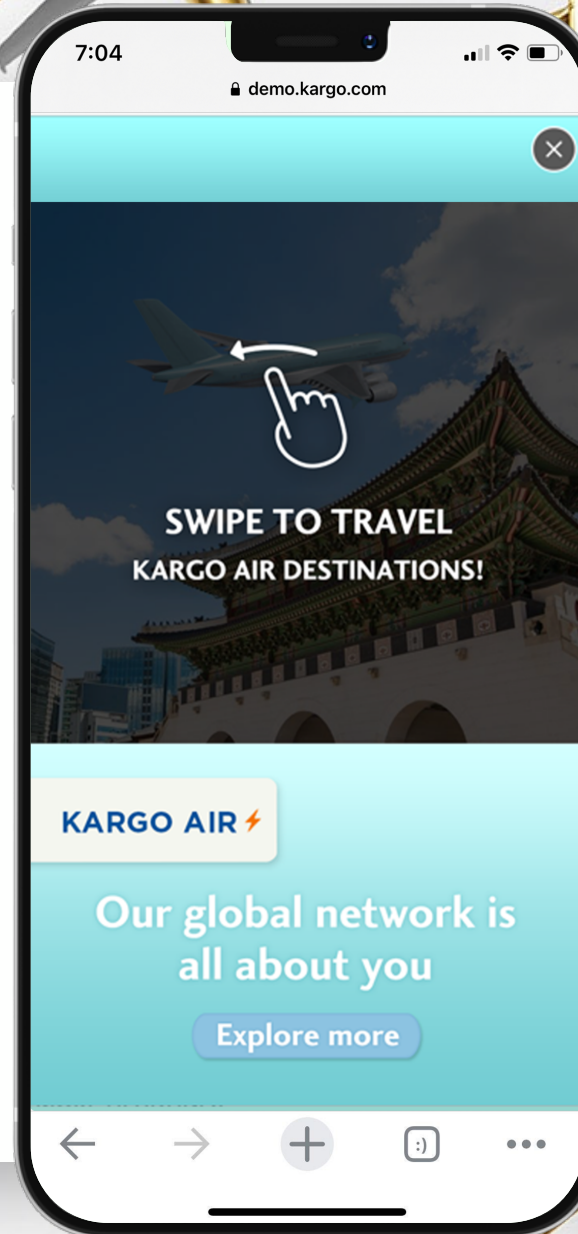 7:04
demo.kargo.com
SWIPE TO TRAVEL
KARGO AIR DESTINATIONS!
KARGO AIR
Our global network is
all about you
Explore more
:)